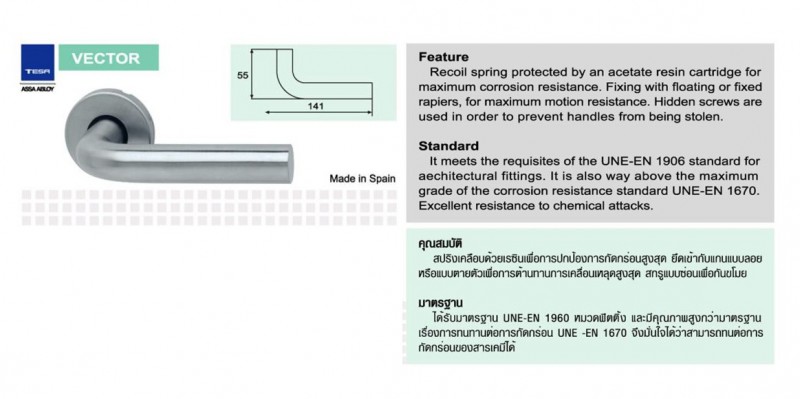 TESA
ASSA ABLOY
VECTOR
55
141
Made in Spain
Feature
Recoil spring protected by an acetate resin cartridge for
maximum corrosion resistance. Fixing with floating or fixed
rapiers, for maximum motion resistance. Hidden screws are
used in order to prevent handles from being stolen.
Standard
It meets the requisites of the UNE-EN 1906 standard for
aechitectural fittings. It is also way above the maximum
grade of the corrosion resistance standard UNE-EN 1670.
Excellent resistance to chemical attacks.
คุณสมบัติ
สปริงเคลือบด้วยเรซินเพื่อการปกป้องการกัดกร่อนสูงสุด ยึดเข้ากับแกนแบบลอย
หรือแบบตายตัวเพื่อการต้านทานการเคลื่อนหลุดสูงสุด สกรูแบบซ่อนเพื่อกันขโมย
มาตรฐาน
ได้รับมาตรฐาน UNE-EN 1960 หมวดฟิตติ้ง และมีคุณภาพสูงกว่ามาตรฐาน
เรื่องการทนทานต่อการกัดกร่อน UNE -EN 1670 จึงมั่นใจได้ว่าสามารถทนต่อการ
กัดกร่อนของสารเคมีได้